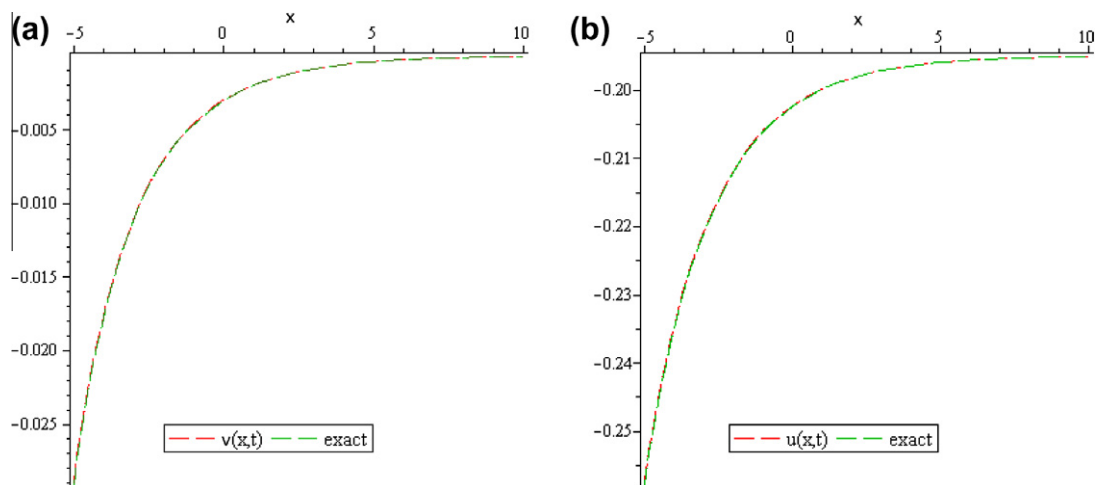 (a)
x
-5 0 5 10
-0.005
-0.010
-0.015
-0.020
-0.025
v(x,t) exact
(b)
x
-5 0 5 10
-0.20
-0.21
-0.22
-0.23
-0.24
-0.25
u(x,t) exact